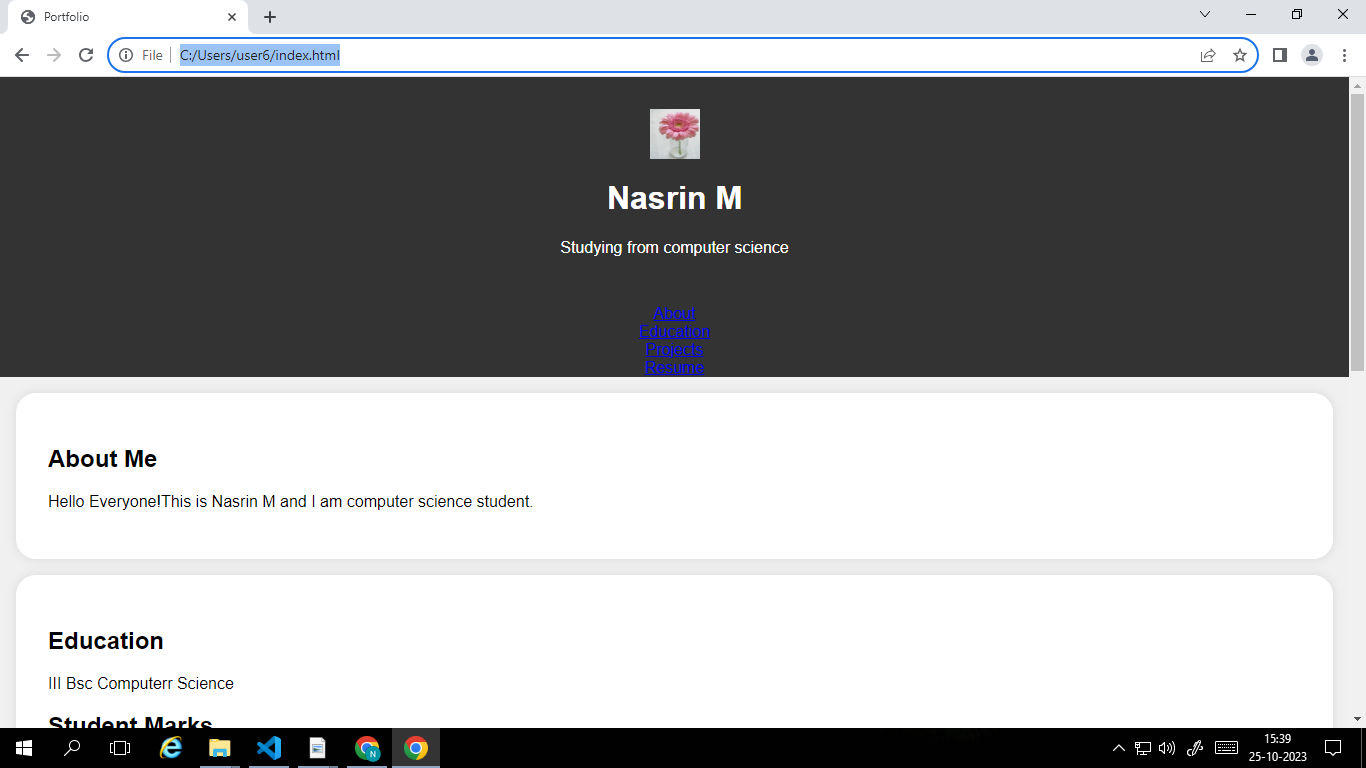 Portfolio
File
C:/Users/user6/index.html
Nasrin M
Studying from computer science
About
Education
Projects
Resume
About Me
Hello Everyone!This is Nasrin M and I am computer science student.
Education
III Bsc Computerr Science
Student Marks
N
15:39
25-10-2023